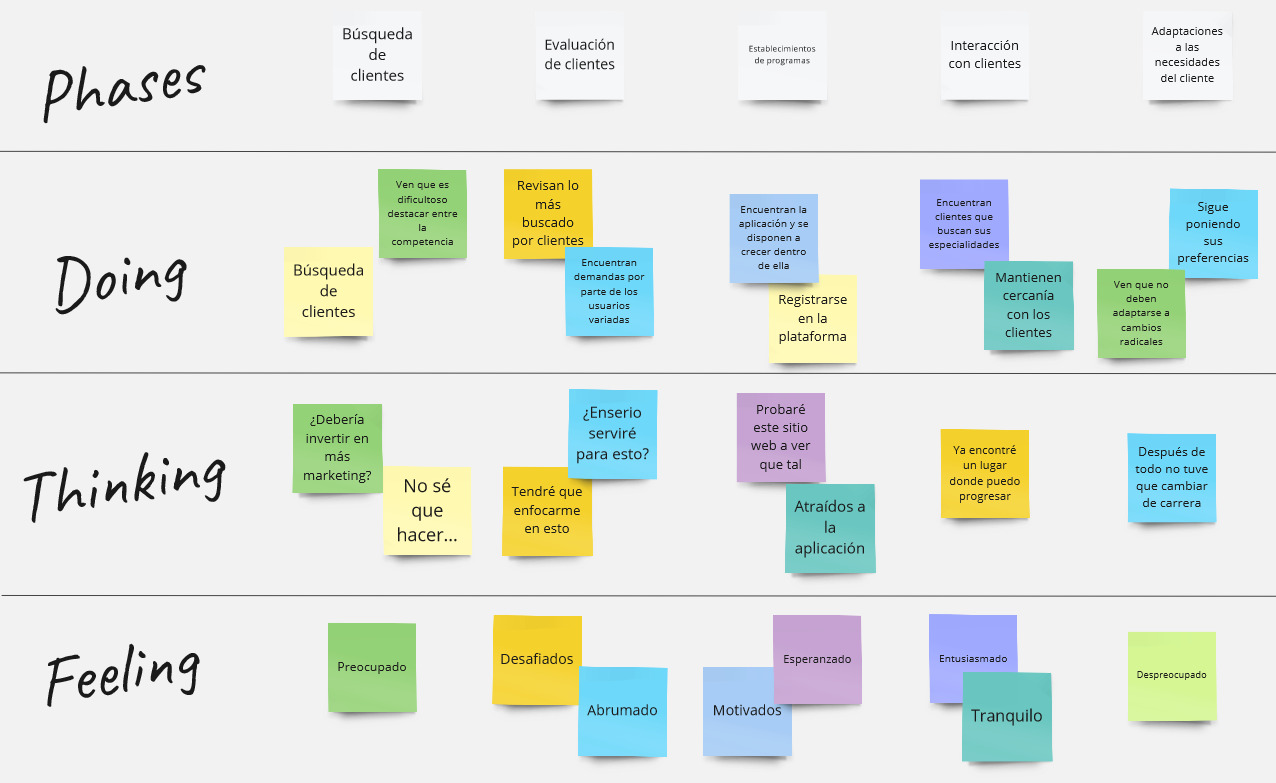 Phases
Búsqueda
de
clientes
Evaluación
de clientes
Establecimientos
de programas
Interacción
con clientes
Adaptaciones
a las
necesidades
del cliente
Doing
Búsqueda
de
clientes
Ven que es
dificultoso
destacar entre
la
competencia
Revisan lo
más
buscado
por clientes
Encuentran
demandas por
parte de los
usuarios
variadas
Encuentran la
aplicación y se
disponen a
crecer dentro
de ella
Registrarse
en la
plataforma
Encuentran
clientes que
buscan sus
especialidades
Mantienen
cercanía
con los
clientes
Ven que no
deben
adaptarse a
cambios
radicales
Sigue
poniendo
sus
preferencias
Thinking
¿Debería
invertir en
más
marketing?
No sé
que
hacer...
Tendré que
enfocarme
en esto
¿Enserio
serviré
para esto?
Probaré
este sitio
web a ver
que tal
Atraídos a
la
aplicación
Ya encontré
un lugar
donde puedo
progresar
Después de
todo no tuve
que cambiar
de carrera
Feeling
Preocupado
Desafiados
Abrumado
Motivados
Esperanzado
Entusiasmado
Tranquilo
Despreocupado